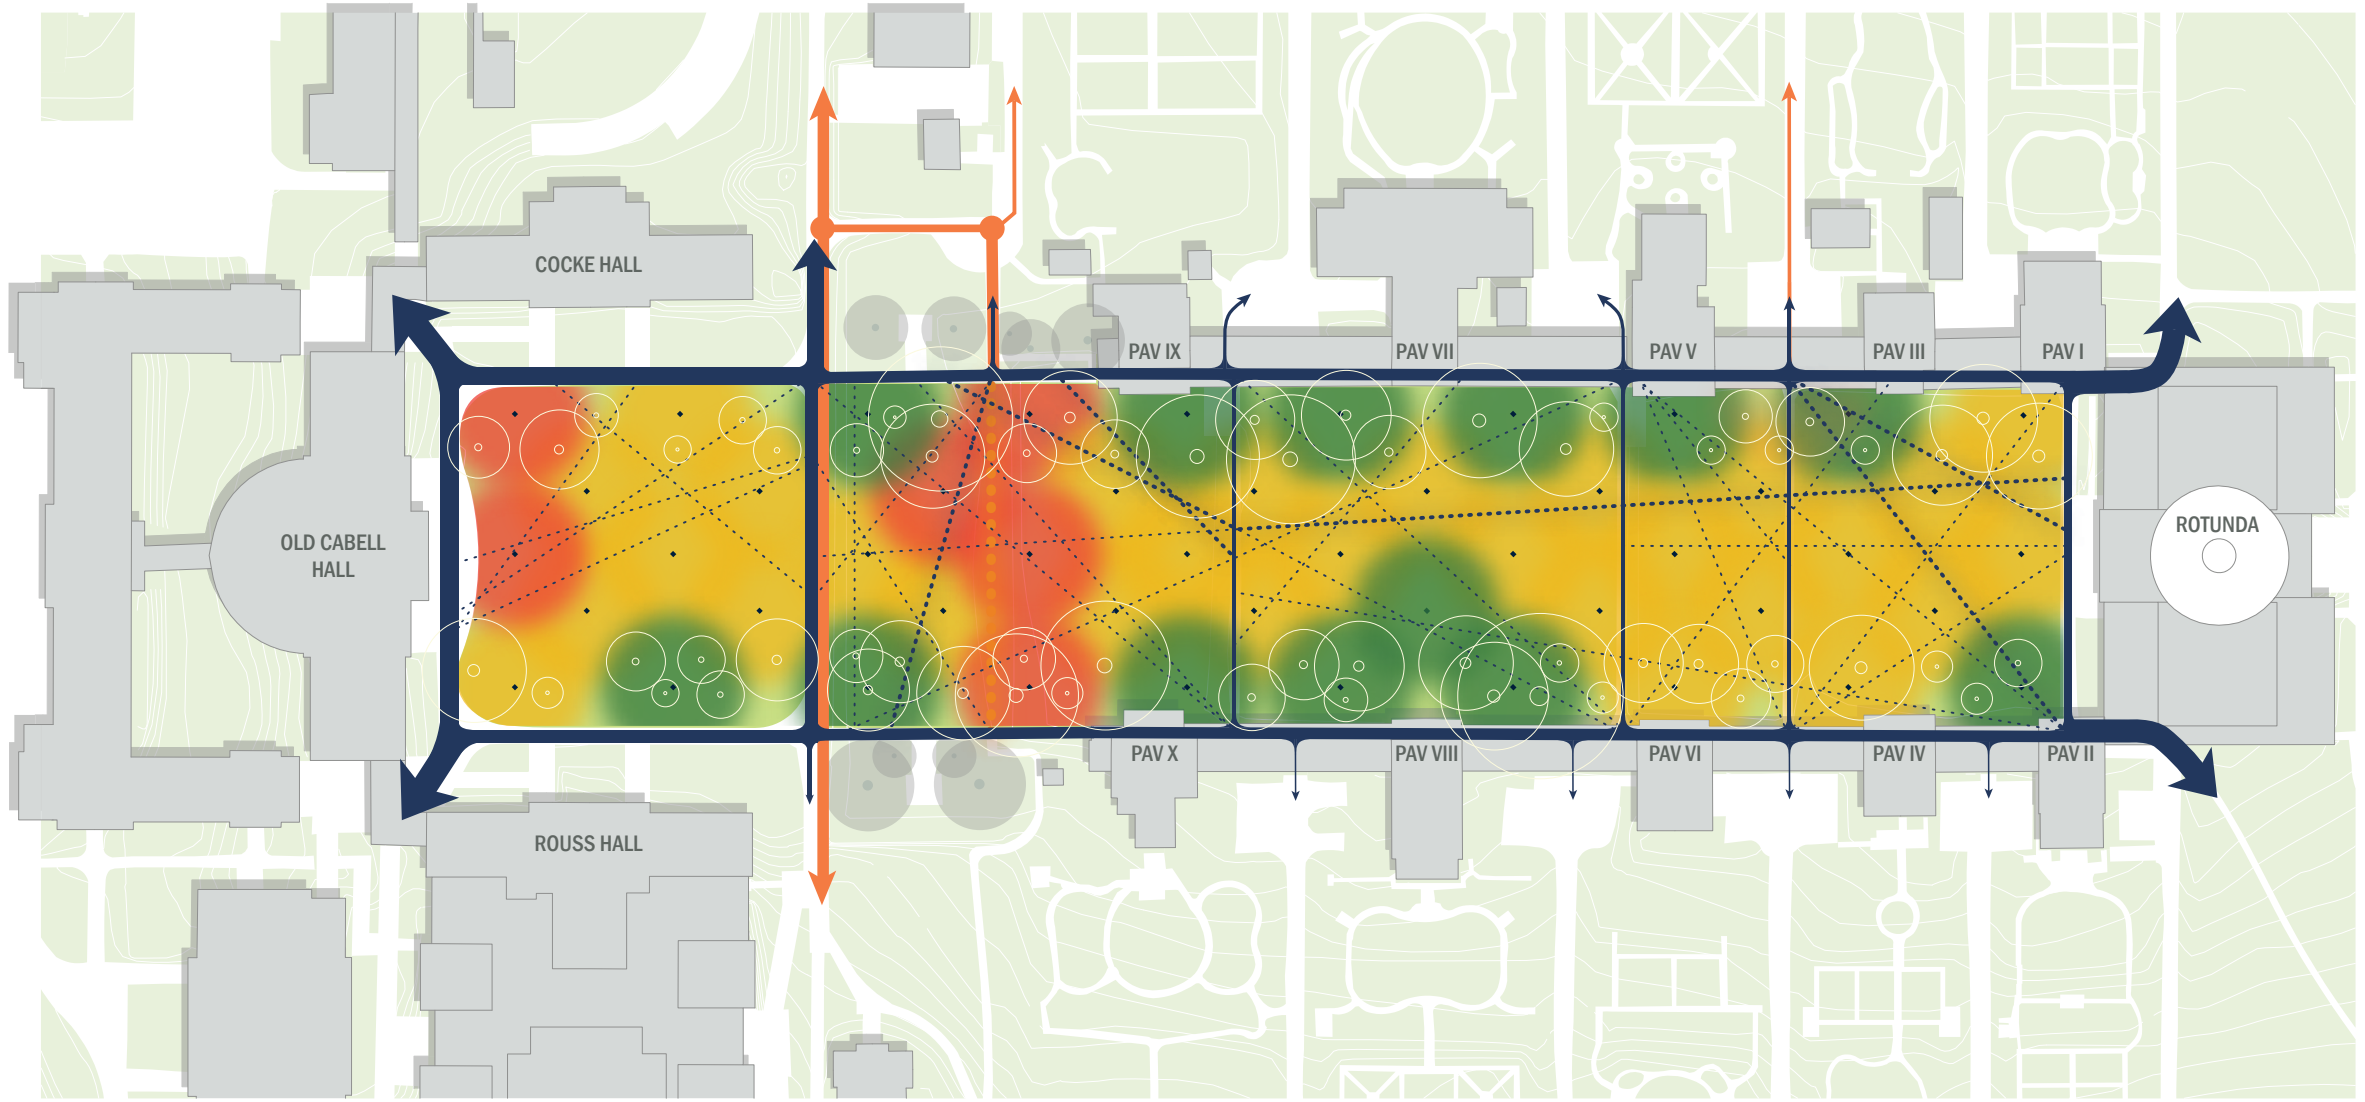 COCKE HALL
PAV IX
PAV VII
PAV V
PAV III
PAV I
ROTUNDA
OLD CABELL
HALL
PAV X
PAV VIII
PAV VI
PAV IV
PAV II
ROUSS HALL